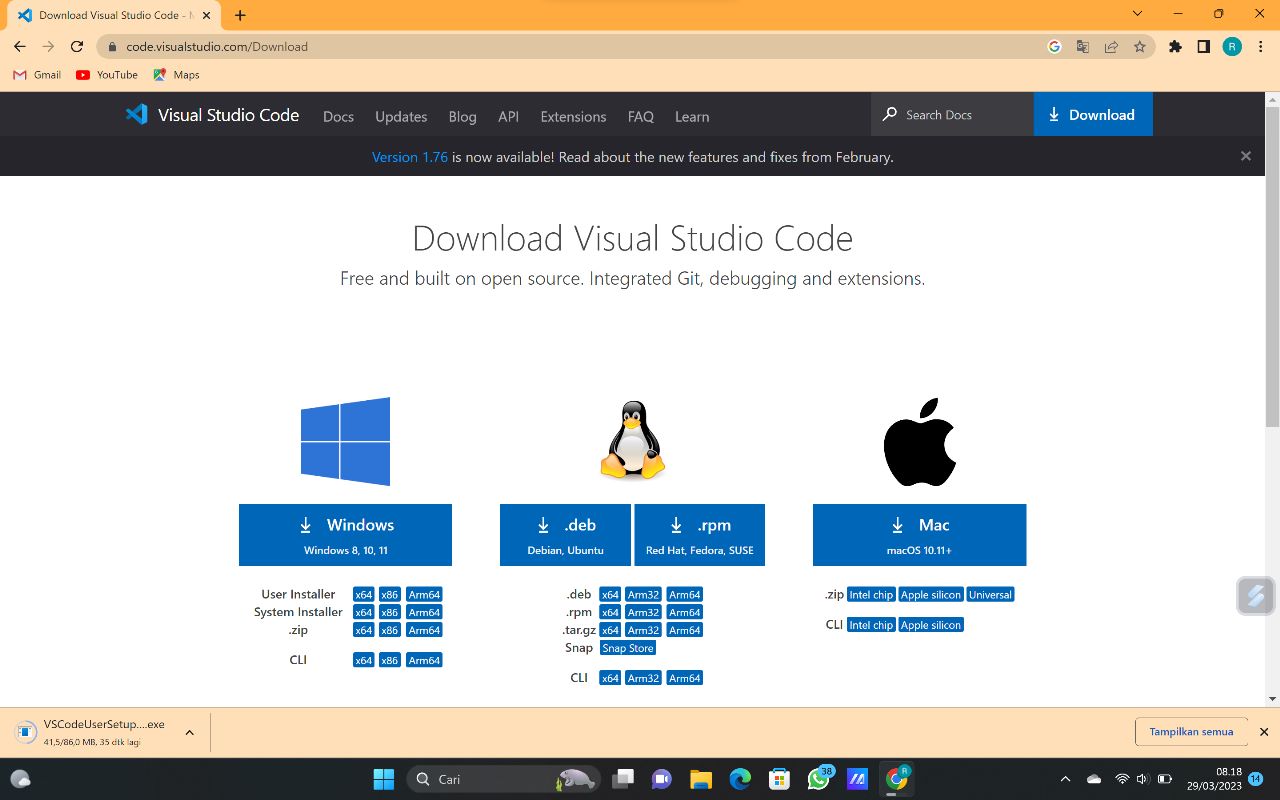 Download Visual Studio Code - N
code.visualstudio.com/Download
R
Gmail
YouTube
Maps
Visual Studio Code
Docs
Updates
Blog
API
Extensions
FAQ
Learn
Search Docs
Download
Version 1.76 is now available! Read about the new features and fixes from February.
Download Visual Studio Code
Free and built on open source. Integrated Git, debugging and extensions.
Windows
Windows 8, 10, 11
User Installer x64 x86 Arm64
System Installer x64 x86 Arm64
.zip x64 x86 Arm64
CLI x64 x86 Arm64
.deb
Debian, Ubuntu
.rpm
Red Hat, Fedora, SUSE
.deb x64 Arm32 Arm64
.rpm x64 Arm32 Arm64
.tar.gz x64 Arm32 Arm64
Snap Snap Store
CLI x64 Arm32 Arm64
Mac
macOS 10.11+
.zip Intel chip Apple silicon Universal
CLI Intel chip Apple silicon
VSCodeUserSetup....exe
41,5/86,0 MB, 35 dtk lagi
Tampilkan semua
Cari
38
R
08.18
29/03/2023
14